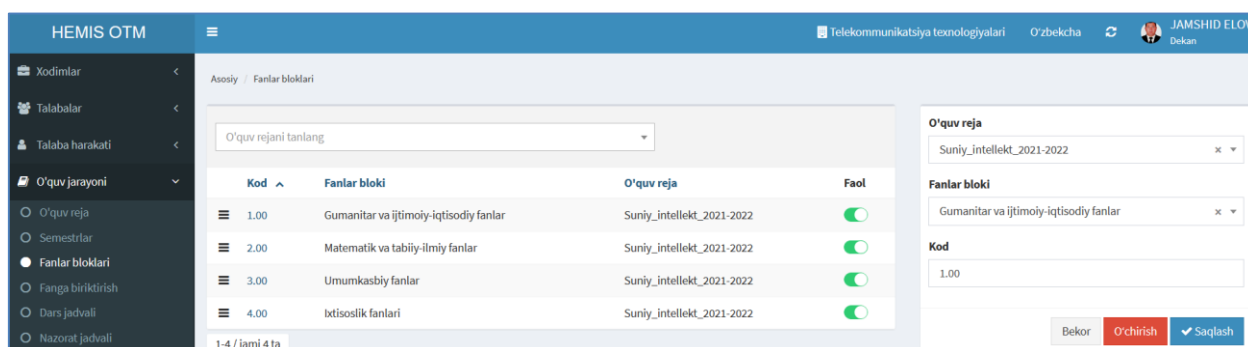 HEMIS OTM
Telekommunikatsiya texnologiyalari O'zbekcha JAMSHID ELOV
Dekan
Xodimlar
Talabalar
Talaba harakati
O'quv jarayoni
O'quv reja
Semestrlar
Fanlar bloklari
Fanga biriktirish
Dars jadvali
Nazorat jadvali
Asosiy / Fanlar bloklari
O'quv rejani tanlang
Kod Fanlar bloki O'quv reja Faol
1.00 Gumanitar va ijtimoiy-iqtisodiy fanlar Suniy_intellekt_2021-2022
2.00 Matematik va tabiiy-ilmiy fanlar Suniy_intellekt_2021-2022
3.00 Umumkasbiy fanlar Suniy_intellekt_2021-2022
4.00 Ixtisoslik fanlari Suniy_intellekt_2021-2022
1-4 / jami 4 ta
O'quv reja
Suniy_intellekt_2021-2022
Fanlar bloki
Gumanitar va ijtimoiy-iqtisodiy fanlar
Kod
1.00
Bekor O'chirish Saqlash